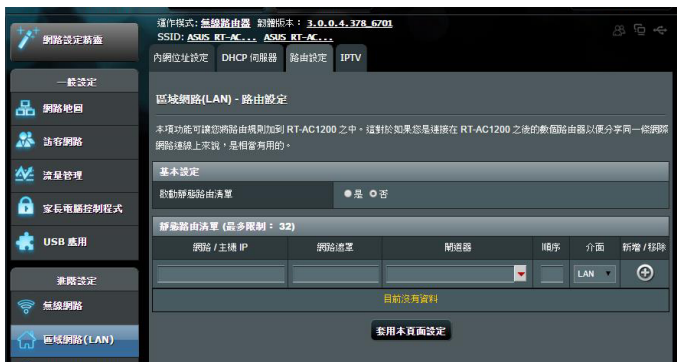 運作模式: 無線路由器 韌體版本: 3.0.0.4.378_6701
SSID: ASUS RT-AC... ASUS RT-AC...
網路設定精靈
內網位址設定 DHCP 伺服器 路由設定 IPTV
一般設定
網路地圖
訪客網路
流量管理
家長電腦控制程式
USB 應用
進階設定
無線網路
區域網路(LAN)
區域網路(LAN) - 路由設定
本項功能可讓您將路由規則加到 RT-AC1200 之中。這對於如果您是連接在 RT-AC1200 之後的數個路由器以便分享同一條網際
網路連線上來說，是相當有用的。
基本設定
啟動靜態路由清單 是 否
靜態路由清單 (最多限制： 32)
網路 / 主機 IP 網路遮罩 閘道器 順序 介面 新增 / 移除
LAN
目前沒有資料
套用本頁面設定